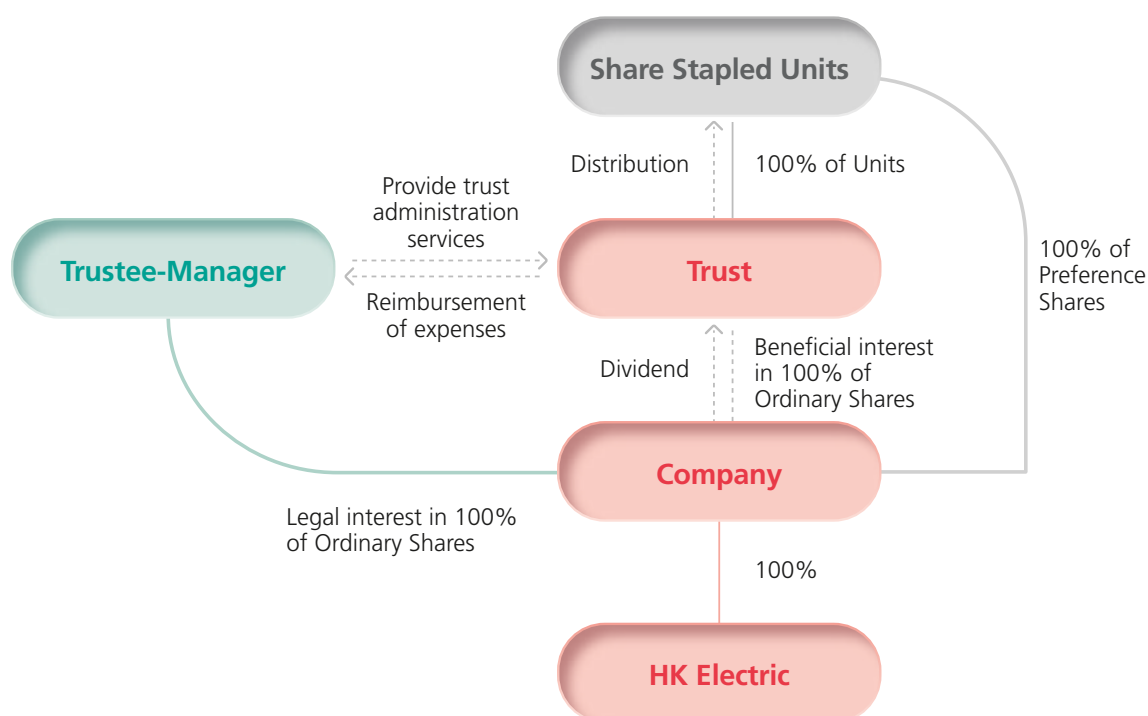 Share Stapled Units
Distribution
100% of Units
Provide trust
administration
services
Trustee-Manager
Trust
Reimbursement
of expenses
100% of
Preference
Shares
Dividend
Beneficial interest
in 100% of
Ordinary Shares
Company
Legal interest in 100%
of Ordinary Shares
100%
HK Electric